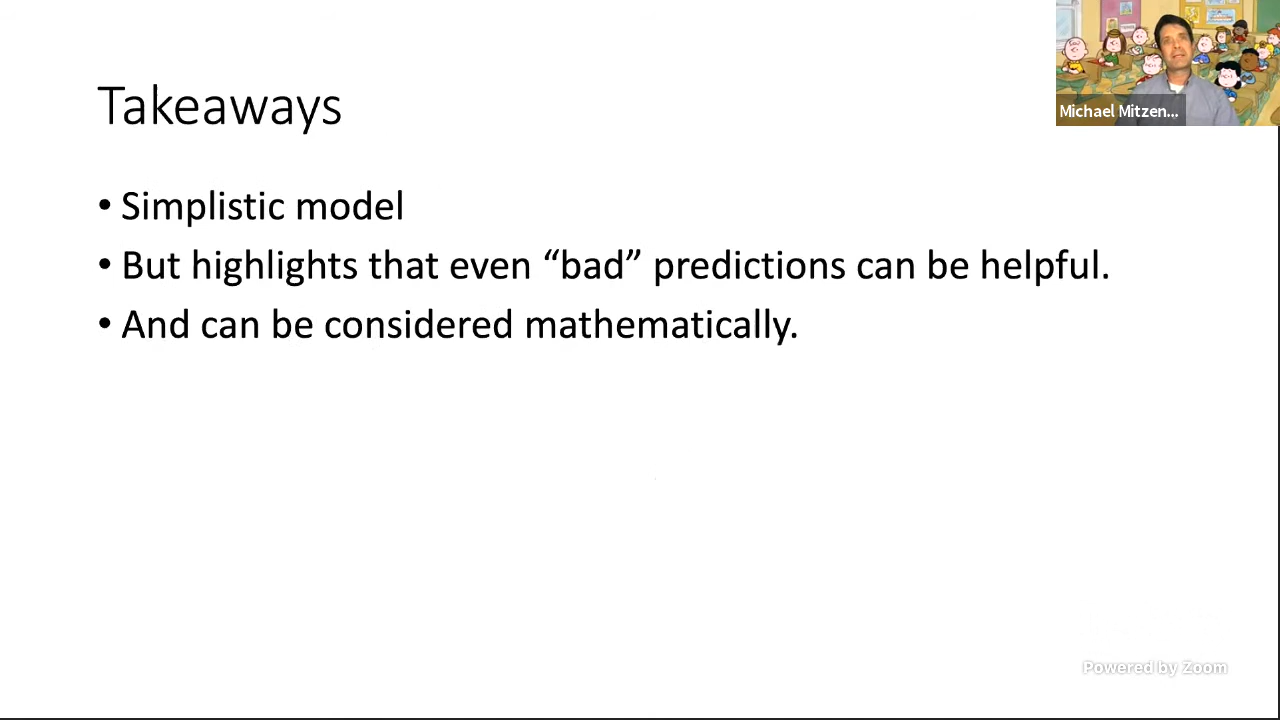 Takeaways
Michael Mitzen...
• Simplistic model
• But highlights that even “bad” predictions can be helpful.
• And can be considered mathematically.
Powered by Zoom